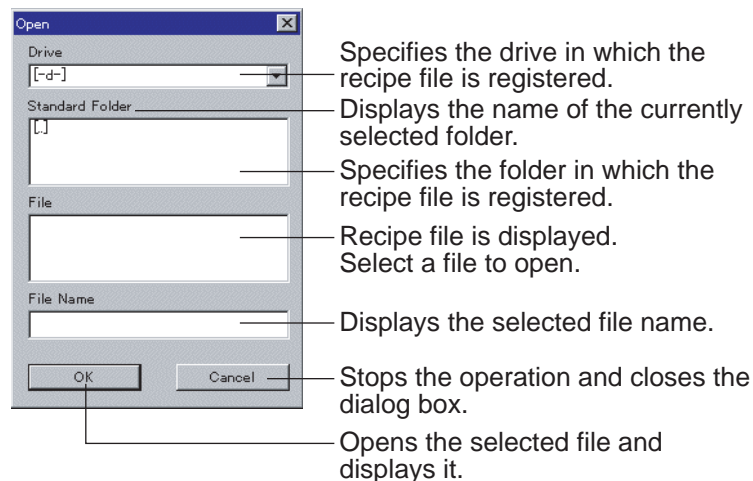 Open
Drive
[-d-]
Standard Folder
[.]
File
File Name
OK
Cancel
Specifies the drive in which the
recipe file is registered.
Displays the name of the currently
selected folder.
Specifies the folder in which the
recipe file is registered.
Recipe file is displayed.
Select a file to open.
Displays the selected file name.
Stops the operation and closes the
dialog box.
Opens the selected file and
displays it.